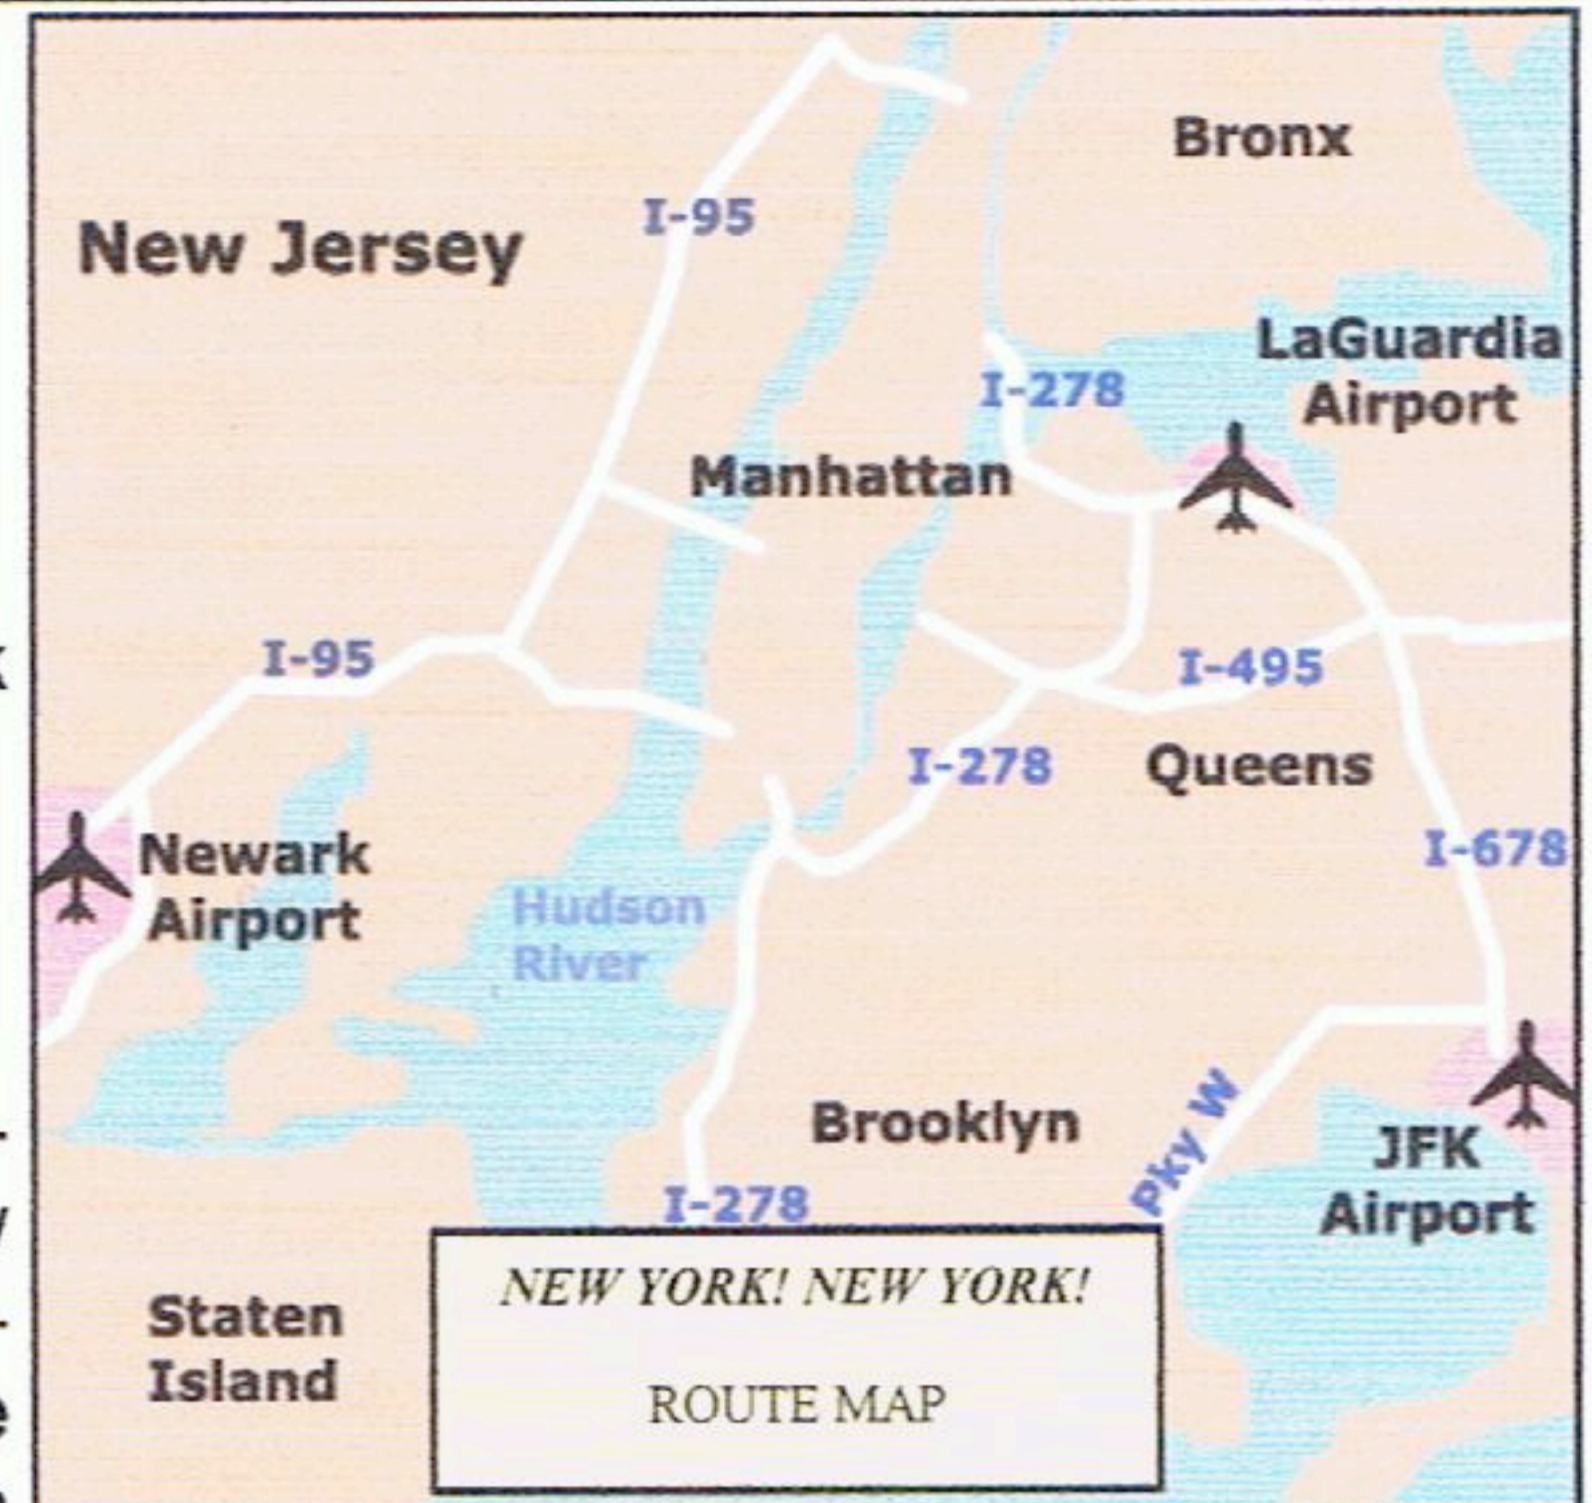 Bronx
I-95
New Jersey
LaGuardia
Airport
I-278
Manhattan
I-95
I-495
I-278
Queens
I-678
Newark
Airport
Hudson
River
Pky W
Brooklyn
JFK
Airport
I-278
NEW YORK! NEW YORK!
ROUTE MAP
Staten
Island